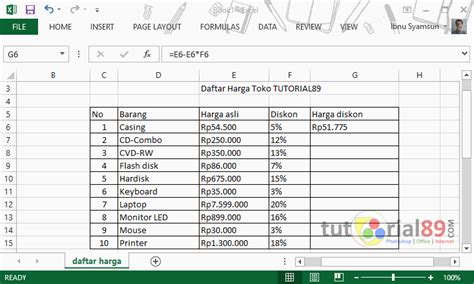 Book1 - Excel
FILE HOME INSERT PAGE LAYOUT FORMULAS DATA REVIEW VIEW Ibnu Syamsun
G6 fx =E6-E6*F6
B C D E F G
3 Daftar Harga Toko TUTORIAL89
4
5 No Barang Harga asli Diskon Harga diskon
6 1 Casing Rp54.500 5% Rp51.775
7 2 CD-Combo Rp250.000 12%
8 3 CVD-RW Rp350.000 13%
9 4 Flash disk Rp86.000 7%
10 5 Hardisk Rp675.000 15%
11 6 Keyboard Rp35.000 3%
12 7 Laptop Rp7.599.000 20%
13 8 Monitor LED Rp899.000 16%
14 9 Mouse Rp30.000 3%
15 10 Printer Rp1.300.000 18%
tutorial89.COM
Photoshop | Office | Internet
daftar harga
READY 100%